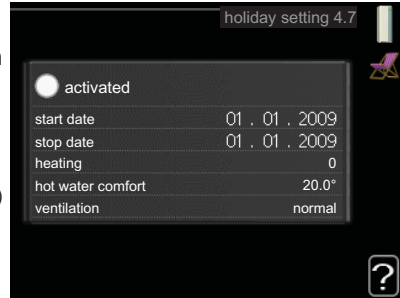 holiday setting 4.7
activated
start date 01 . 01 . 2009
stop date 01 . 01 . 2009
heating 0
hot water comfort 20.0°
ventilation normal
?